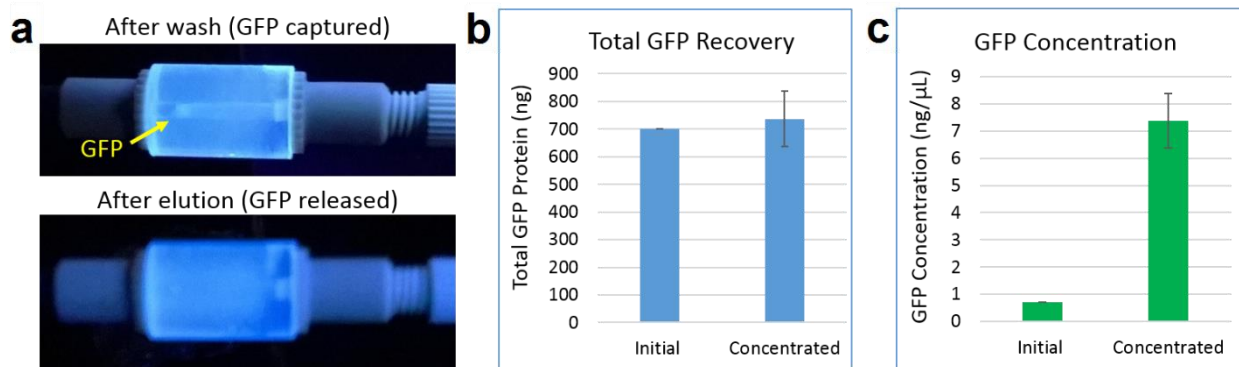 a
After wash (GFP captured)
GFP
After elution (GFP released)
b
Total GFP Recovery
Total GFP Protein (ng)
900
800
700
600
500
400
300
200
100
0
Initial
Concentrated
c
GFP Concentration
GFP Concentration (ng/µL)
9
8
7
6
5
4
3
2
1
0
Initial
Concentrated